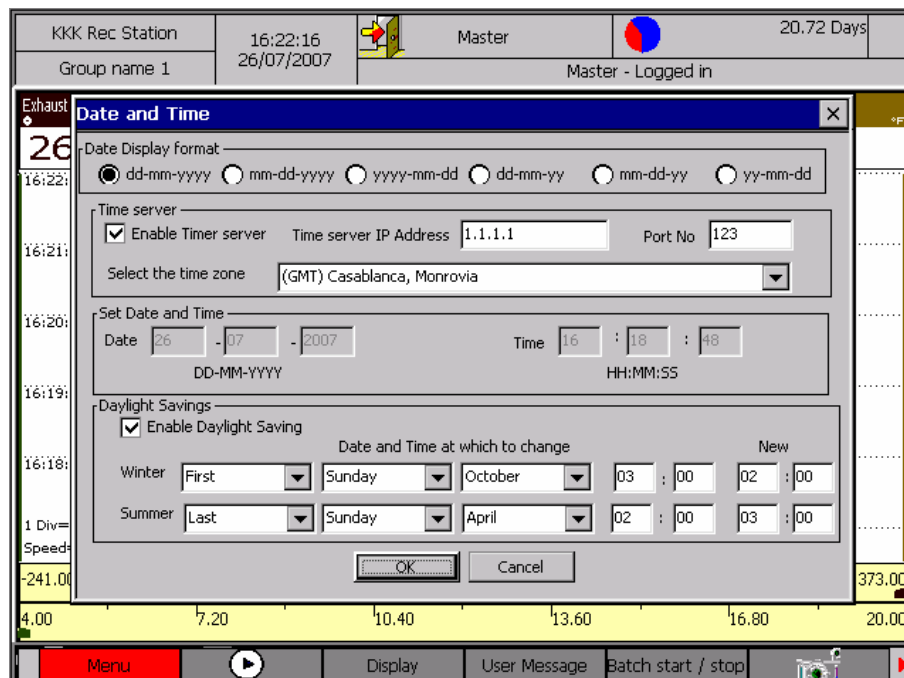 KKK Rec Station
Group name 1
16:22:16
26/07/2007
Master
20.72 Days
Master - Logged in
Exhaust
°F
26
Date and Time
Date Display format
dd-mm-yyyy mm-dd-yyyy yyyy-mm-dd dd-mm-yy mm-dd-yy yy-mm-dd
Time server
Enable Timer server Time server IP Address 1.1.1.1 Port No 123
Select the time zone (GMT) Casablanca, Monrovia
Set Date and Time
Date 26 - 07 - 2007 Time 16 : 18 : 48
DD-MM-YYYY HH:MM:SS
Daylight Savings
Enable Daylight Saving
Date and Time at which to change New
Winter First Sunday October 03 : 00 02 : 00
Summer Last Sunday April 02 : 00 03 : 00
OK Cancel
16:22:
16:21:
16:20:
16:19:
16:18:
1 Div=
Speed=
-241.00 373.00
4.00 7.20 10.40 13.60 16.80 20.00
Menu Display User Message Batch start / stop